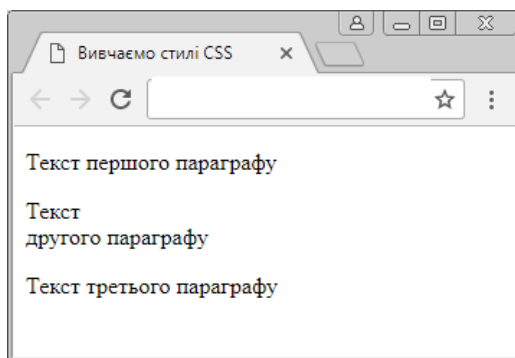 Вивчаємо стилі CSS
Текст першого параграфу
Текст
другого параграфу
Текст третього параграфу